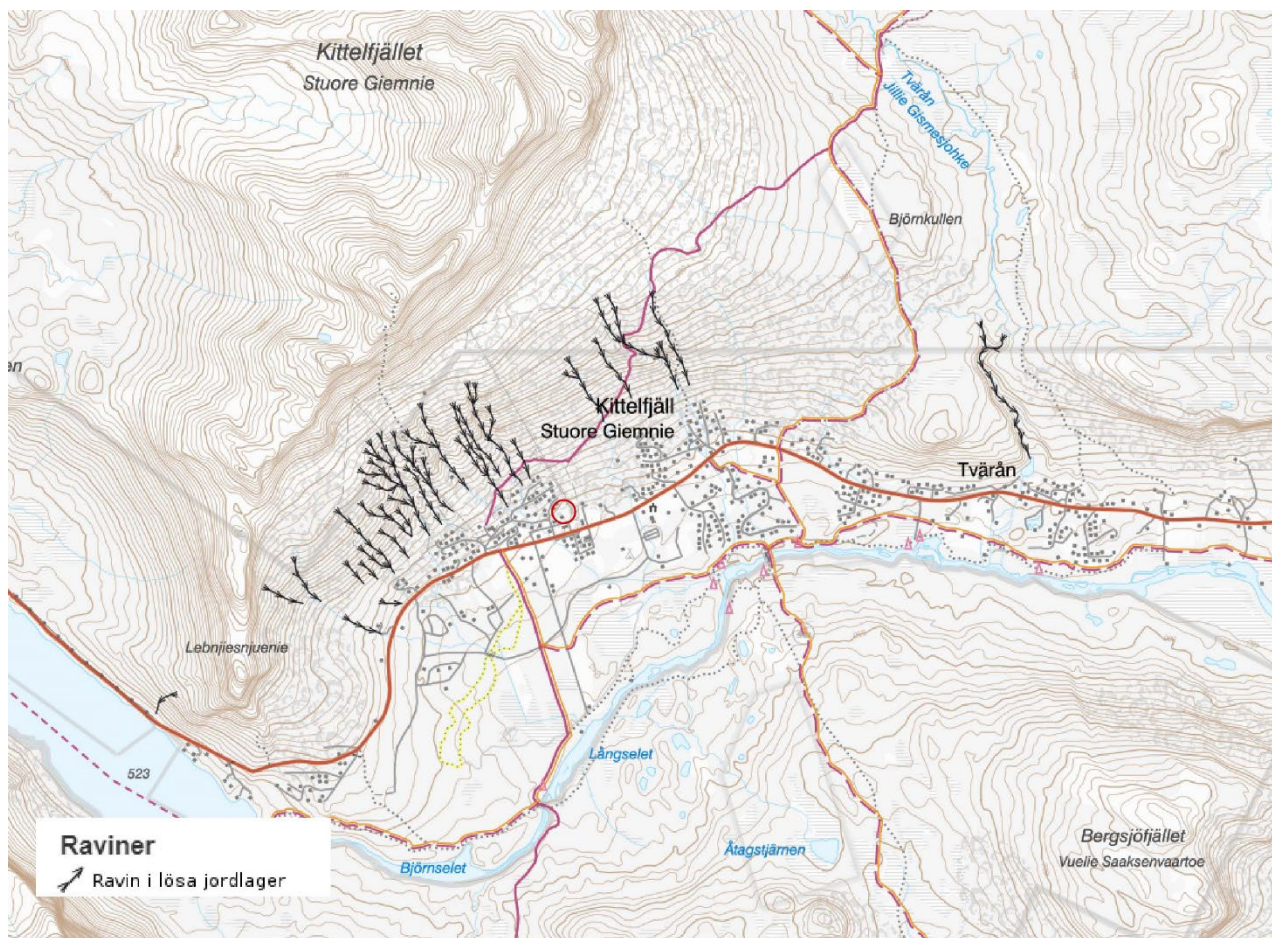 Kittelfjället
Stuore Giemnie
Tvärån
Jillie Gismesjohke
Björnkullen
en
Kittelfjäll
Stuore Giemnie
Tvärån
Lebnjiesnjuenie
523
Långselet
Björnselet
Åtagstjärnen
Bergsjöfjället
Vuelie Saaksenvaartoe
Raviner
Ravin i lösa jordlager